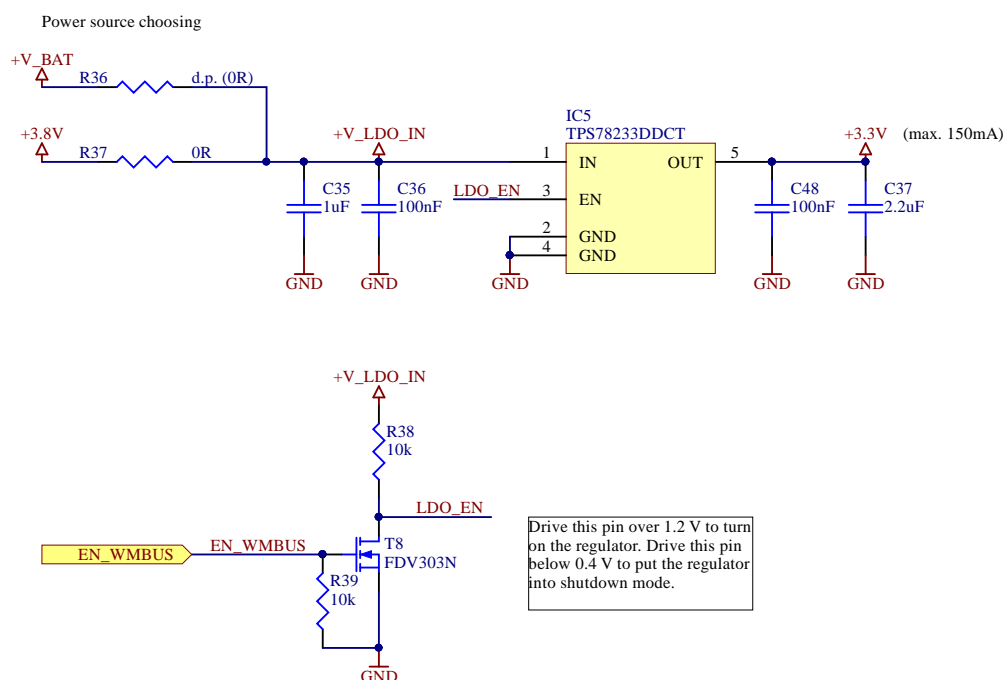 Power source choosing
+V_BAT
R36
d.p. (0R)
+3.8V
R37
0R
+V_LDO_IN
C35
1uF
C36
100nF
GND
GND
LDO_EN
IC5
TPS78233DDCT
1
IN
OUT
5
3
EN
2
GND
4
GND
GND
+3.3V
(max. 150mA)
C48
100nF
C37
2.2uF
GND
GND
+V_LDO_IN
R38
10k
LDO_EN
EN_WMBUS
EN_WMBUS
T8
FDV303N
R39
10k
GND
Drive this pin over 1.2 V to turn
on the regulator. Drive this pin
below 0.4 V to put the regulator
into shutdown mode.